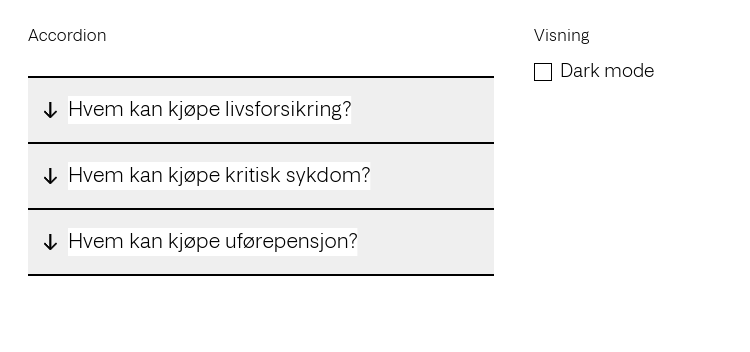 Accordion
Visning
Dark mode
Hvem kan kjøpe livsforsikring?
Hvem kan kjøpe kritisk sykdom?
Hvem kan kjøpe uførepensjon?